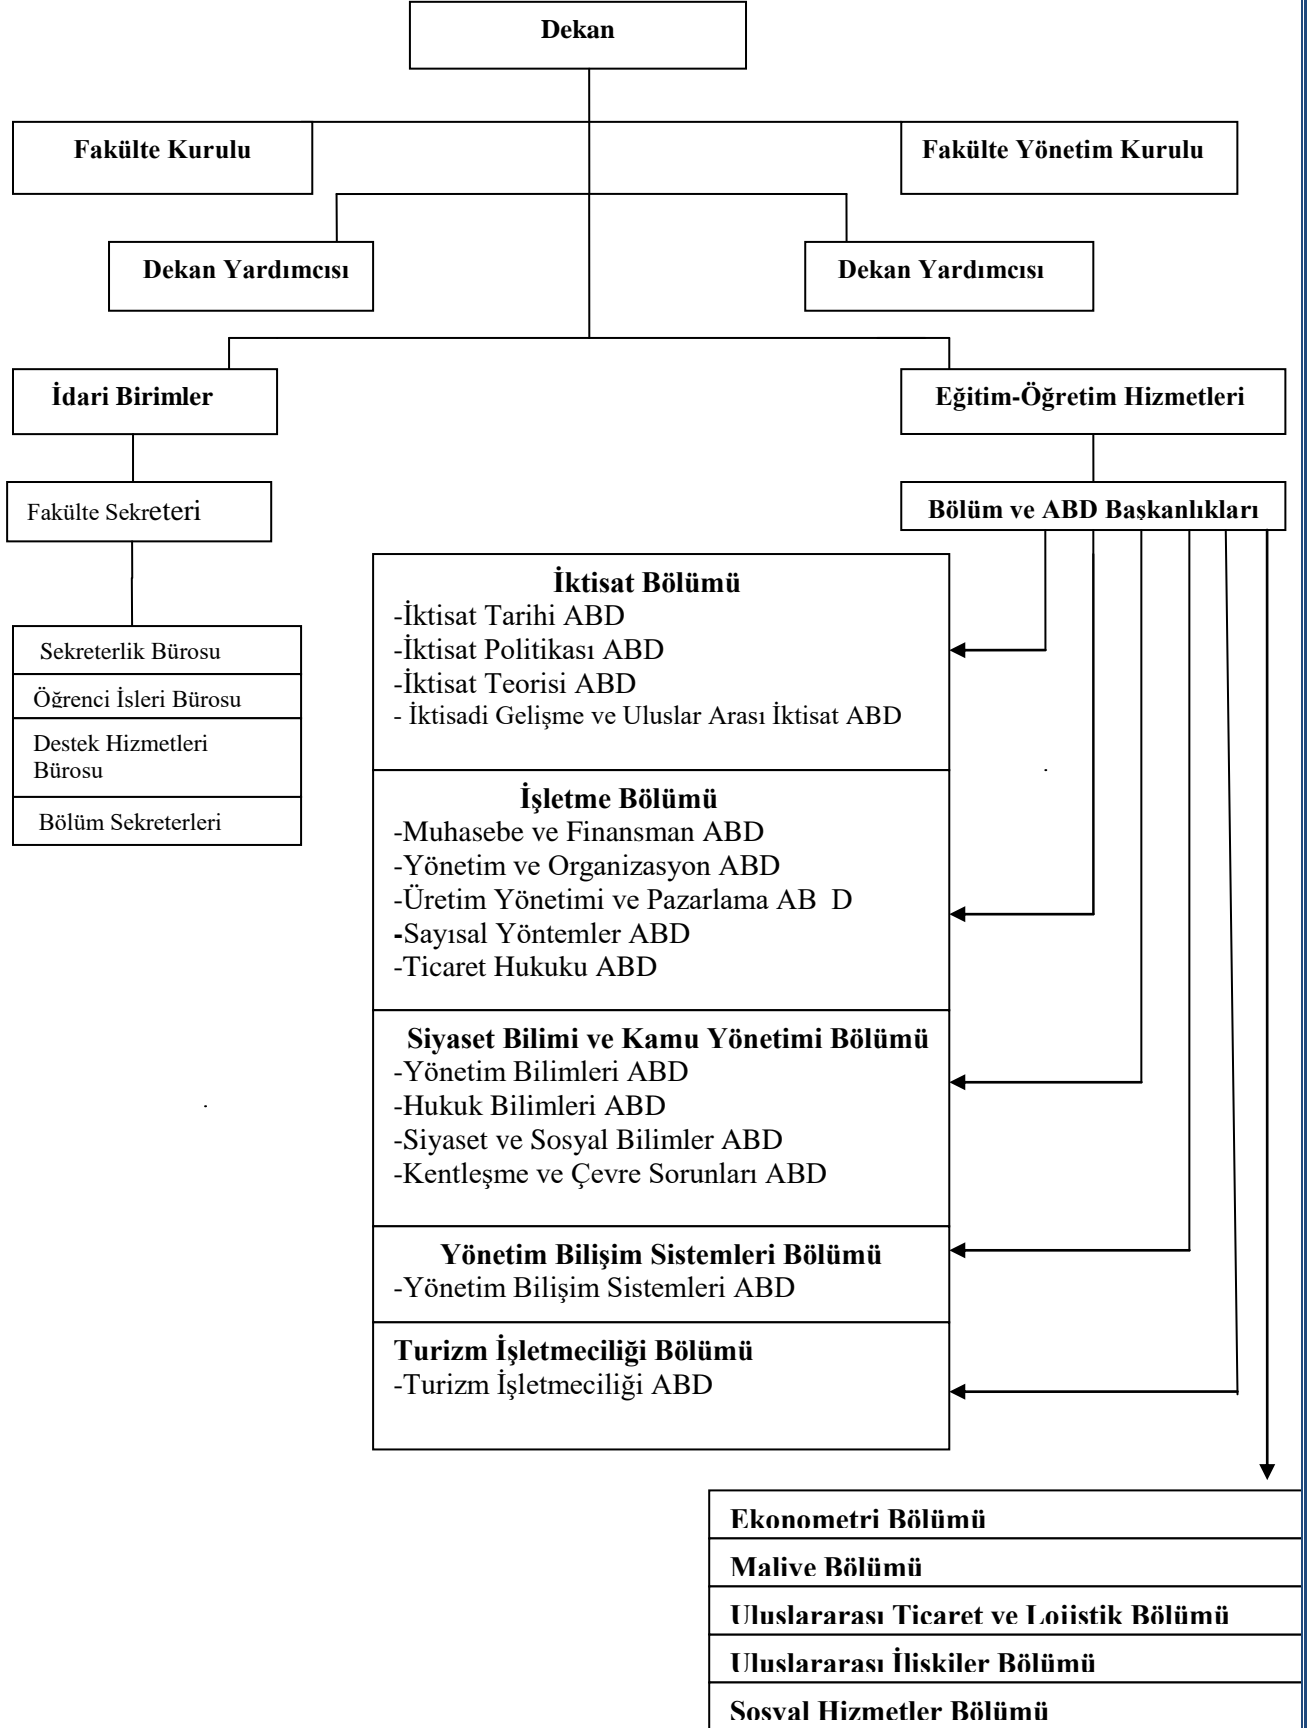 Dekan
Fakülte Kurulu
Fakülte Yönetim Kurulu
Dekan Yardımcısı
Dekan Yardımcısı
İdari Birimler
Eğitim-Öğretim Hizmetleri
Fakülte Sekreteri
Bölüm ve ABD Başkanlıkları
Sekreterlik Bürosu
Öğrenci İşleri Bürosu
Destek Hizmetleri
Bürosu
Bölüm Sekreterleri
İktisat Bölümü
-İktisat Tarihi ABD
-İktisat Politikası ABD
-İktisat Teorisi ABD
- İktisadi Gelişme ve Uluslar Arası İktisat ABD
İşletme Bölümü
-Muhasebe ve Finansman ABD
-Yönetim ve Organizasyon ABD
-Üretim Yönetimi ve Pazarlama AB D
-Sayısal Yöntemler ABD
-Ticaret Hukuku ABD
Siyaset Bilimi ve Kamu Yönetimi Bölümü
-Yönetim Bilimleri ABD
-Hukuk Bilimleri ABD
-Siyaset ve Sosyal Bilimler ABD
-Kentleşme ve Çevre Sorunları ABD
Yönetim Bilişim Sistemleri Bölümü
-Yönetim Bilişim Sistemleri ABD
Turizm İşletmeciliği Bölümü
-Turizm İşletmeciliği ABD
Ekonometri Bölümü
Maliye Bölümü
Uluslararası Ticaret ve Lojistik Bölümü
Uluslararası İlişkiler Bölümü
Sosyal Hizmetler Bölümü